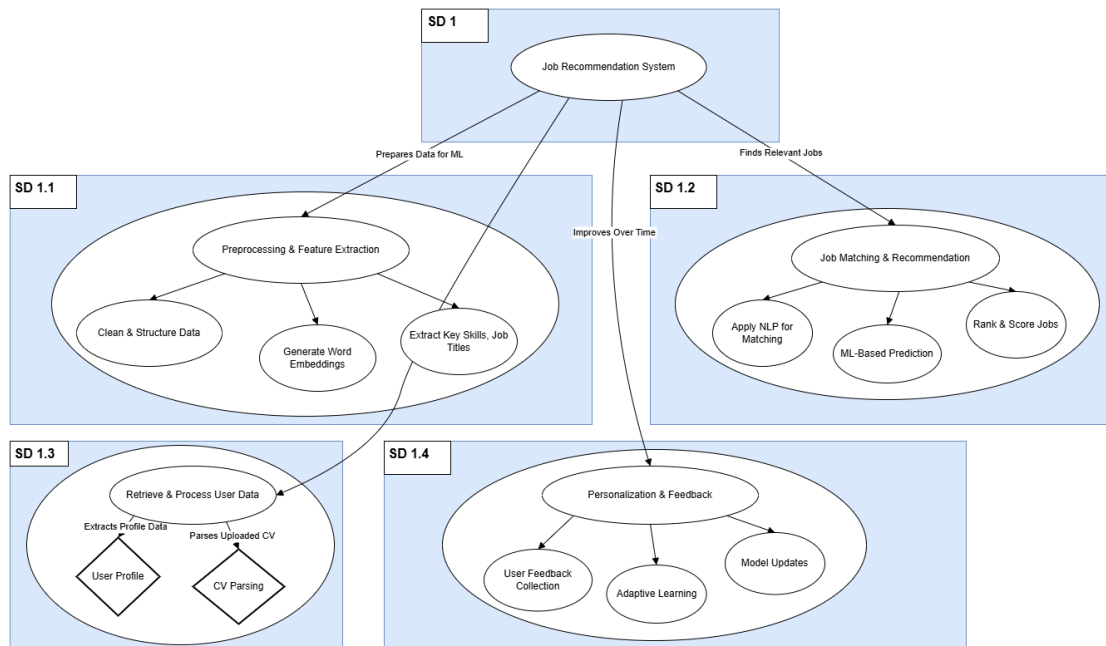 SD 1
Job Recommendation System
Prepares Data for ML
Finds Relevant Jobs
Improves Over Time
SD 1.1
Preprocessing & Feature Extraction
Clean & Structure Data
Generate Word
Embeddings
Extract Key Skills, Job
Titles
SD 1.2
Job Matching & Recommendation
Apply NLP for
Matching
ML-Based Prediction
Rank & Score Jobs
SD 1.3
Retrieve & Process User Data
Extracts Profile Data
Parses Uploaded CV
User Profile
CV Parsing
SD 1.4
Personalization & Feedback
User Feedback
Collection
Adaptive Learning
Model Updates